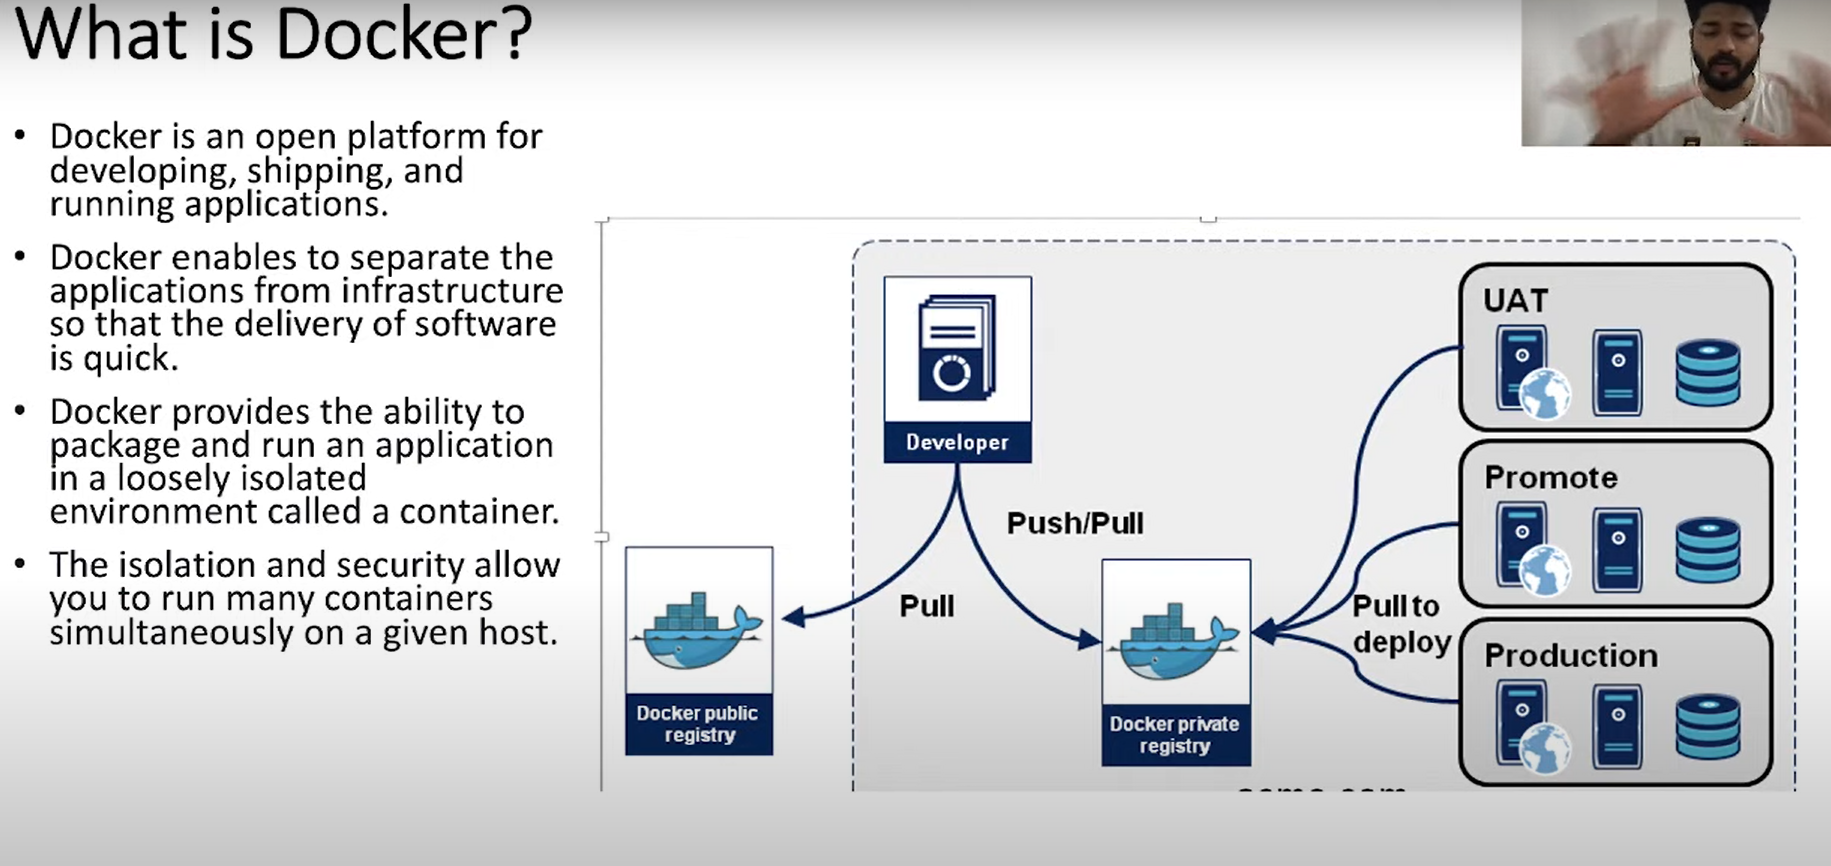 What is Docker?
• Docker is an open platform for
developing, shipping, and
running applications.
• Docker enables to separate the
applications from infrastructure
so that the delivery of software
is quick.
• Docker provides the ability to
package and run an application
in a loosely isolated
environment called a container.
• The isolation and security allow
you to run many containers
simultaneously on a given host.
Developer
Push/Pull
Pull
Docker public
registry
Docker private
registry
Pull to
deploy
UAT
Promote
Production